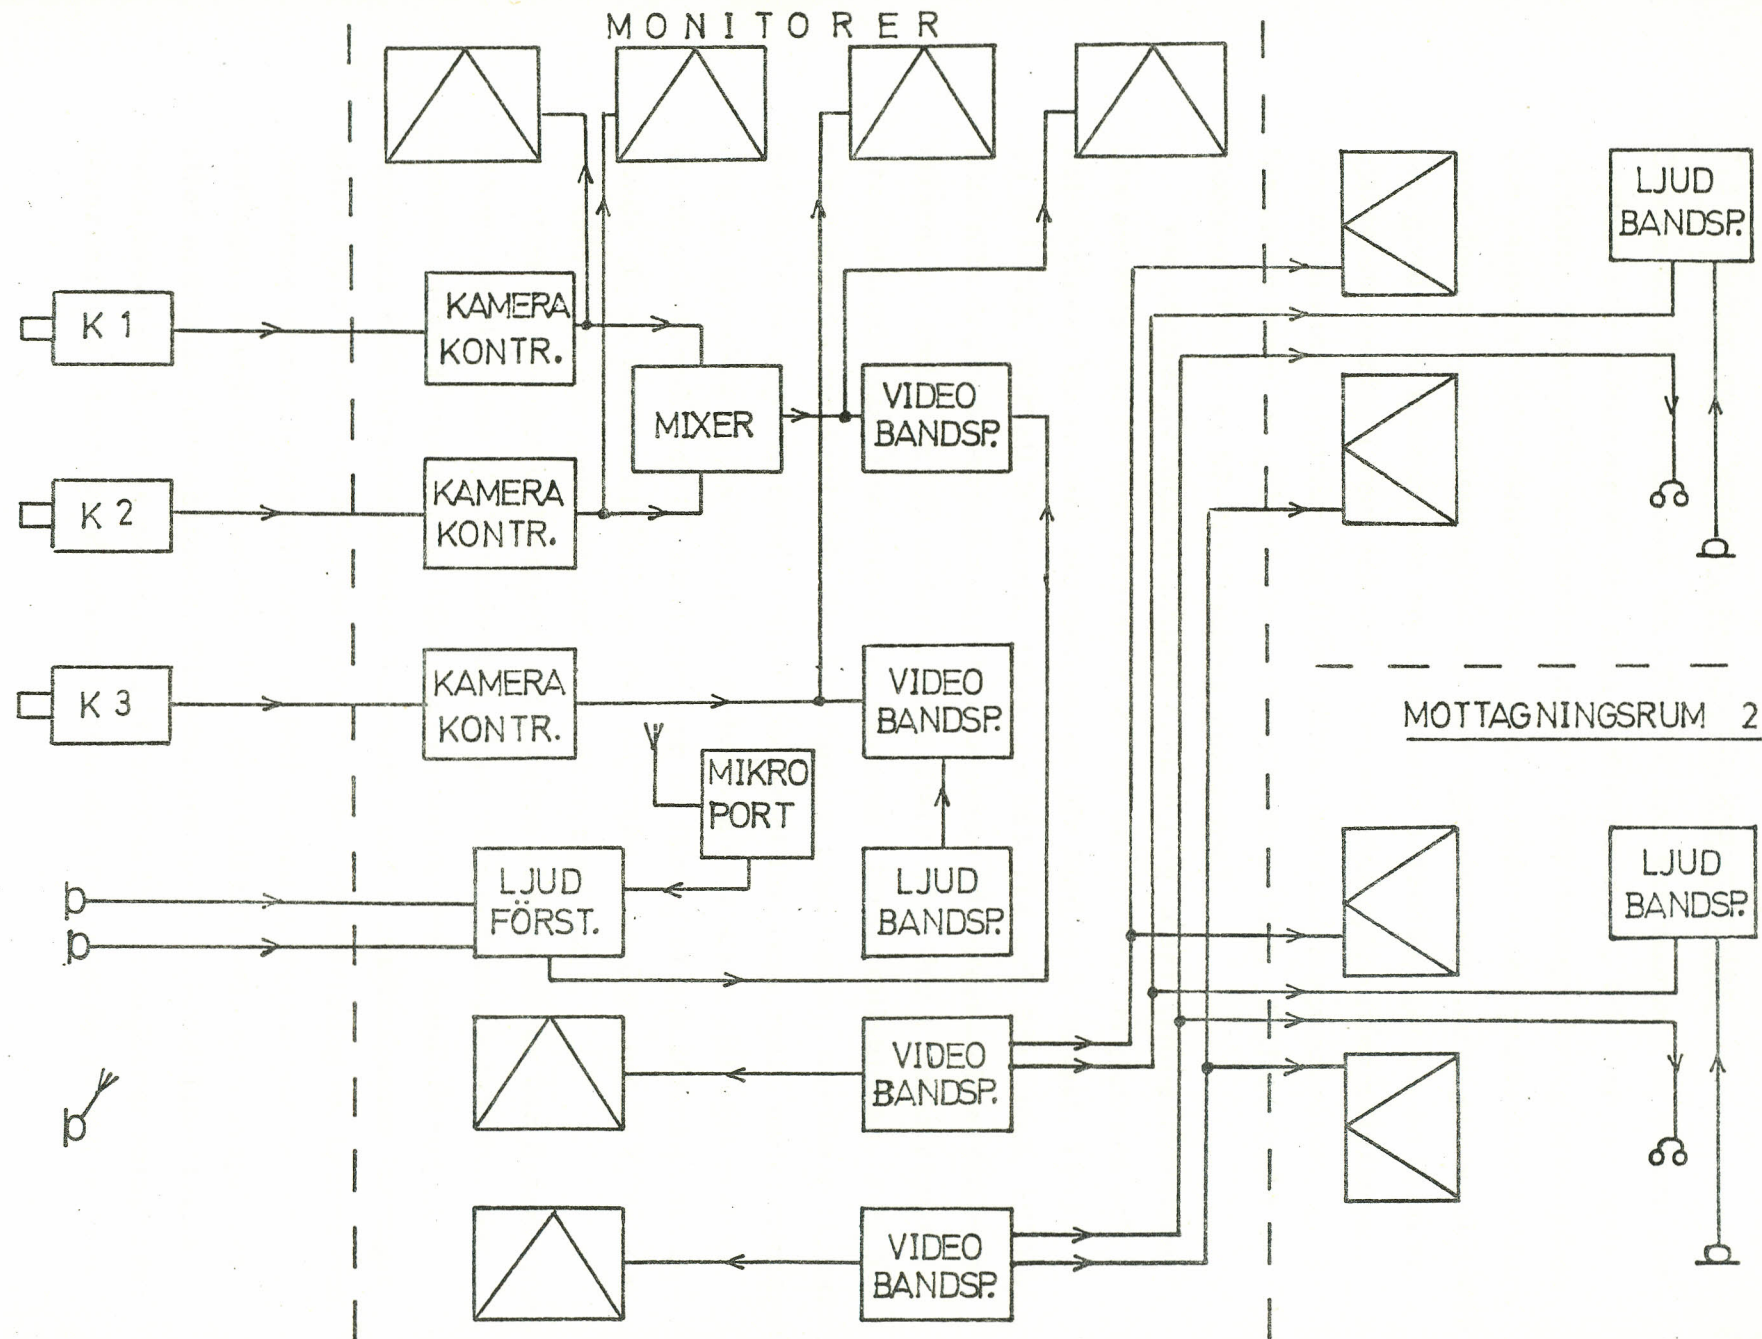 MONITORER
LJUD
BANDSP.
K 1
KAMERA
KONTR.
MIXER
VIDEO
BANDSP.
K 2
KAMERA
KONTR.
K 3
KAMERA
KONTR.
VIDEO
BANDSP.
MOTTAGNINGSRUM 2
MIKRO
PORT
LJUD
FÖRST.
LJUD
BANDSP.
LJUD
BANDSP.
VIDEO
BANDSP.
VIDEO
BANDSP.